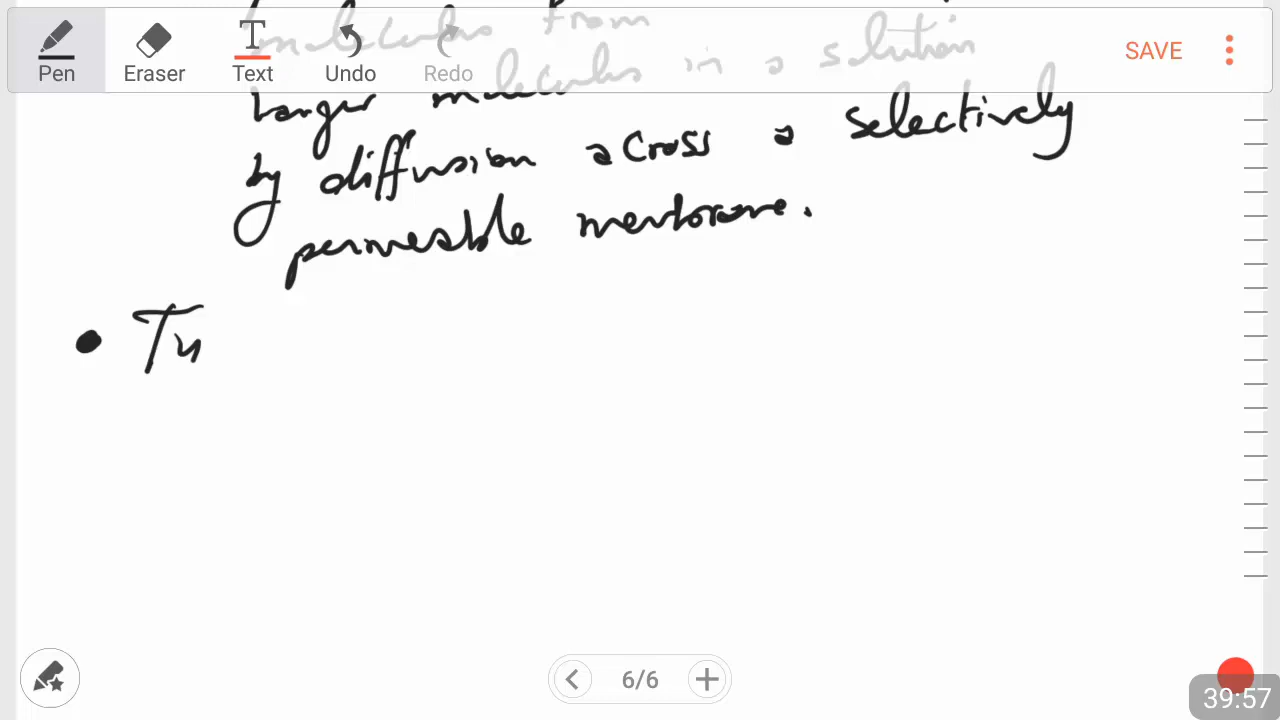 molecules from
Pen Eraser Text Undo Redo SAVE
larger molecules in a solution
by diffusion across a selectively
permeable membrane.
• Tu
6/6
39:57